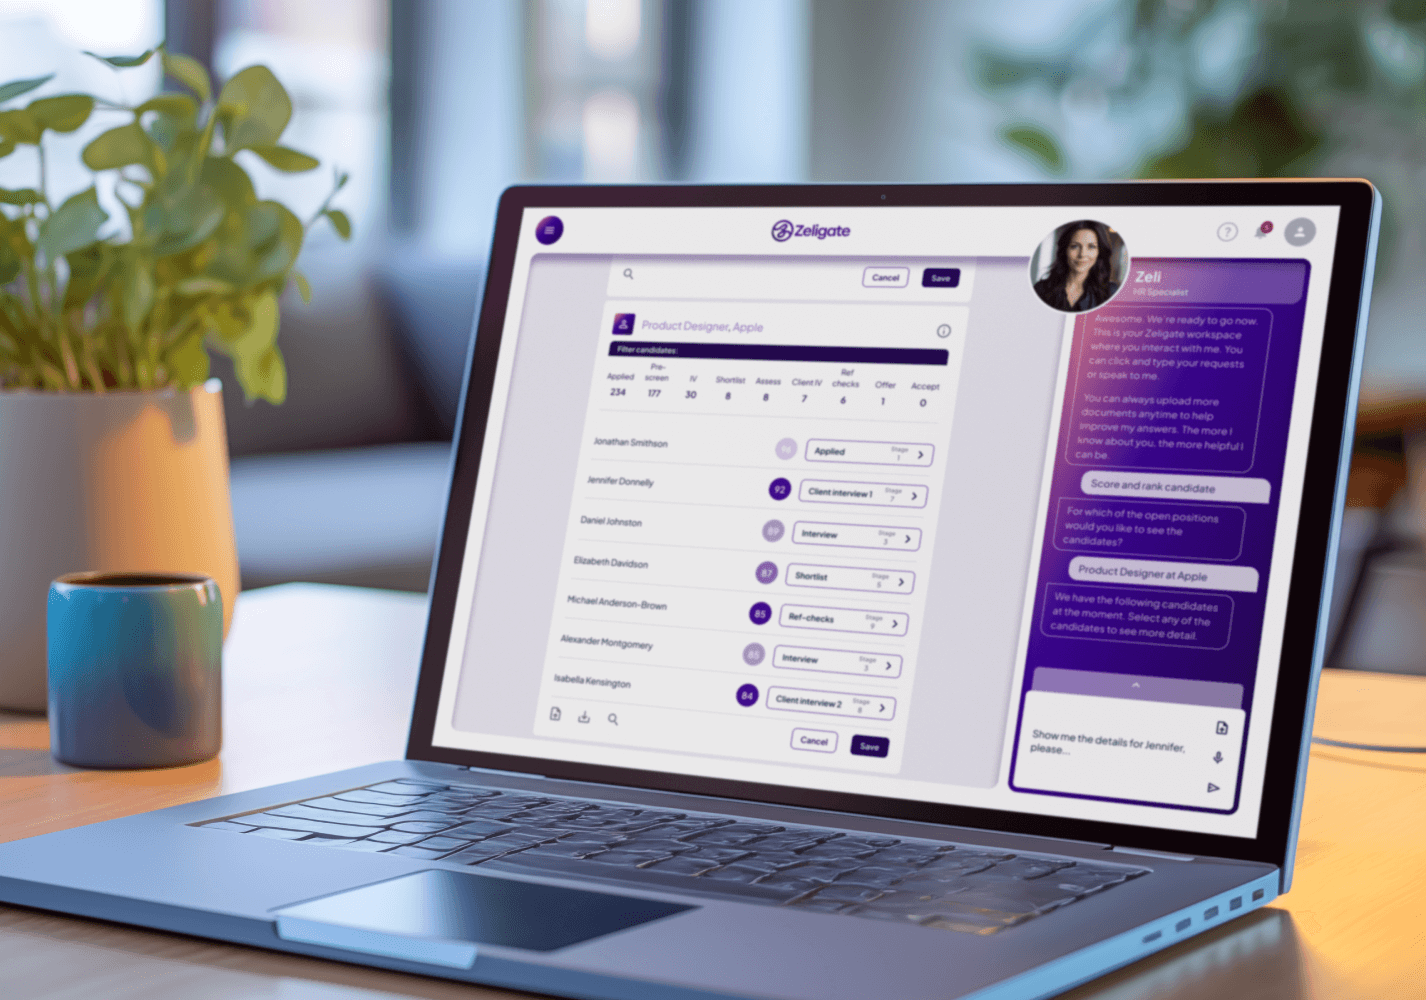 Zeligate
?
Cancel
Save
Product Designer, Apple
Filter candidates:
Applied
234
Pre-
screen
177
IV
30
Shortlist
8
Assess
8
Client IV
7
Ref
checks
6
Offer
1
Accept
0
Jonathan Smithson
Applied
Stage
1
Jennifer Donnelly
92
Client interview 1
Stage
7
Daniel Johnston
89
Interview
Stage
3
Elizabeth Davidson
87
Shortlist
Stage
5
Michael Anderson-Brown
85
Ref-checks
Stage
9
Alexander Montgomery
85
Interview
Stage
3
Isabella Kensington
84
Client interview 2
Stage
8
Cancel
Save
Zeli
HR Specialist
Awesome. We're ready to go now.
This is your Zeligate workspace
where you interact with me. You
can click and type your requests
or speak to me.
You can always upload more
documents anytime to help
improve my answers. The more I
know about you, the more helpful I
can be.
Score and rank candidate
For which of the open positions
would you like to see the
candidates?
Product Designer at Apple
We have the following candidates
at the moment. Select any of the
candidates to see more detail.
Show me the details for Jennifer,
please...